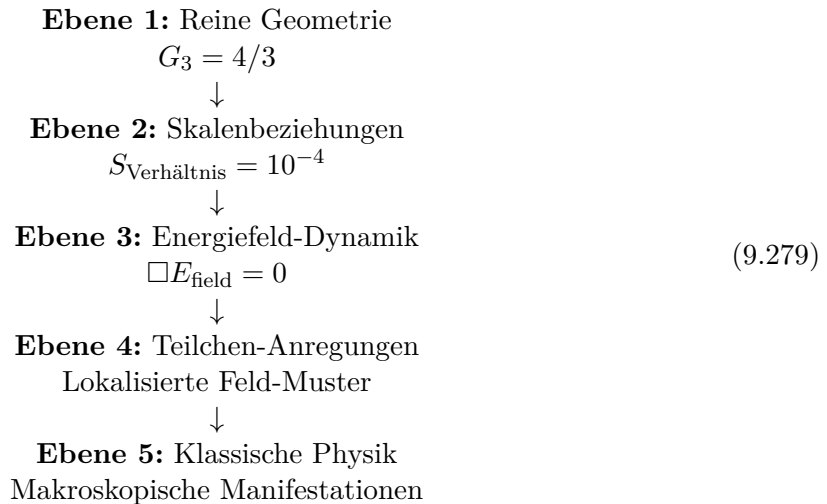 Ebene 1: Reine Geometrie
G₃ = 4/3
↓
Ebene 2: Skalenbeziehungen
S_Verhältnis = 10⁻⁴
↓
Ebene 3: Energiefeld-Dynamik
□E_field = 0
(9.279)
↓
Ebene 4: Teilchen-Anregungen
Lokalisierte Feld-Muster
↓
Ebene 5: Klassische Physik
Makroskopische Manifestationen